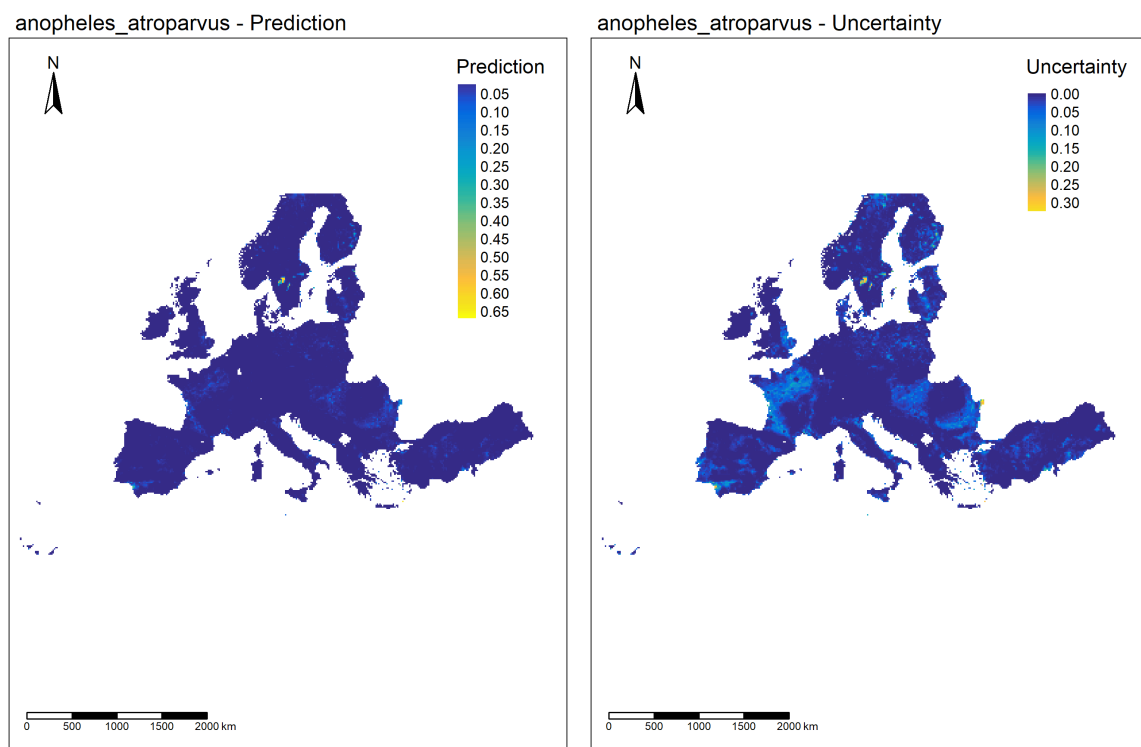 anopheles_atroparvus - Prediction
N
Prediction
0.05
0.10
0.15
0.20
0.25
0.30
0.35
0.40
0.45
0.50
0.55
0.60
0.65
0 500 1000 1500 2000 km
anopheles_atroparvus - Uncertainty
N
Uncertainty
0.00
0.05
0.10
0.15
0.20
0.25
0.30
0 500 1000 1500 2000 km